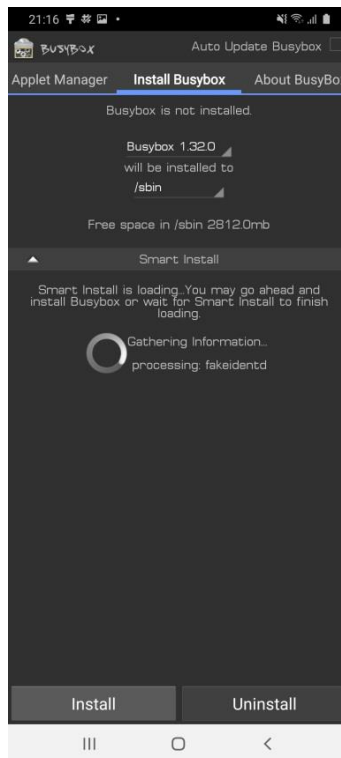 21:16
BUSYBOX
Auto Update Busybox
Applet Manager
Install Busybox
About BusyBo
Busybox is not installed.
Busybox 1.32.0
will be installed to
/sbin
Free space in /sbin 2812.0mb
Smart Install
Smart Install is loading...You may go ahead and
install Busybox or wait for Smart Install to finish
loading.
Gathering Information...
processing: fakeidentd
Install
Uninstall